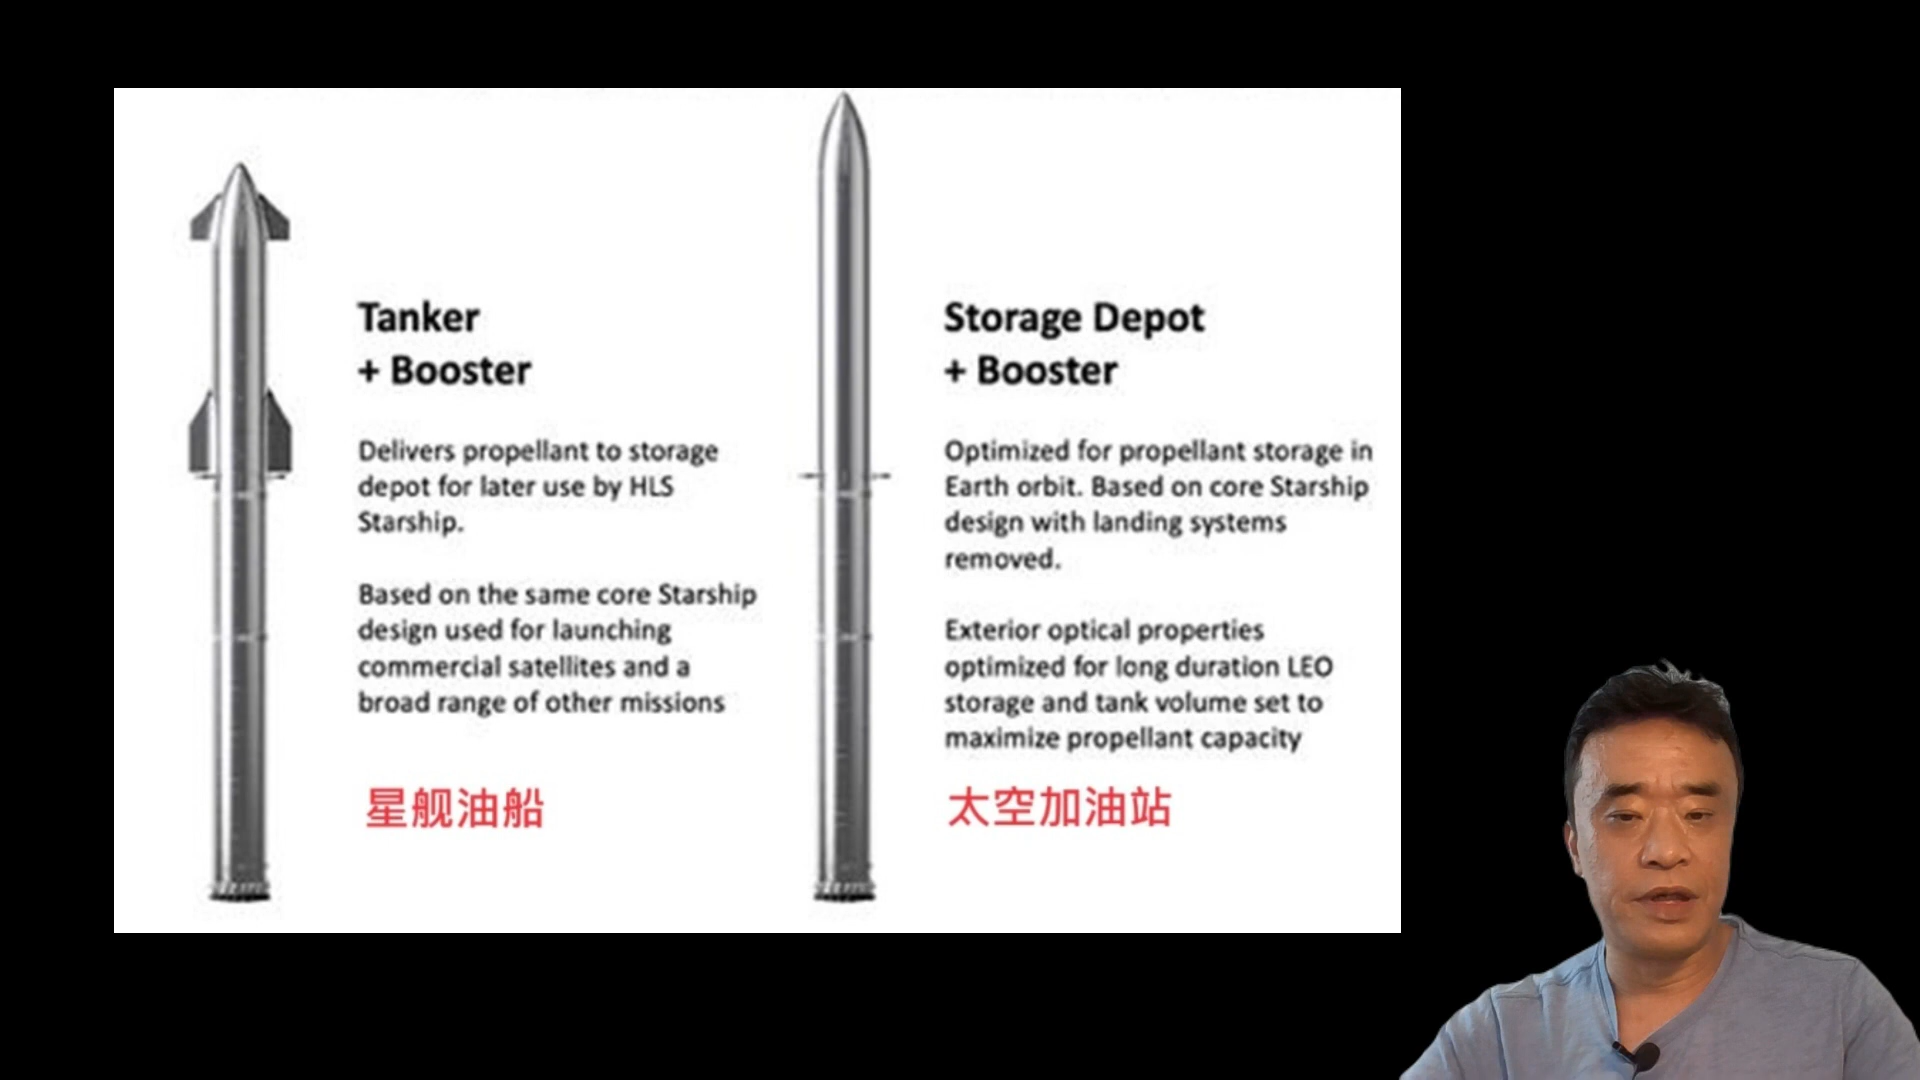 Tanker
+ Booster
Delivers propellant to storage
depot for later use by HLS
Starship.
Based on the same core Starship
design used for launching
commercial satellites and a
broad range of other missions
星舰油船
Storage Depot
+ Booster
Optimized for propellant storage in
Earth orbit. Based on core Starship
design with landing systems
removed.
Exterior optical properties
optimized for long duration LEO
storage and tank volume set to
maximize propellant capacity
太空加油站